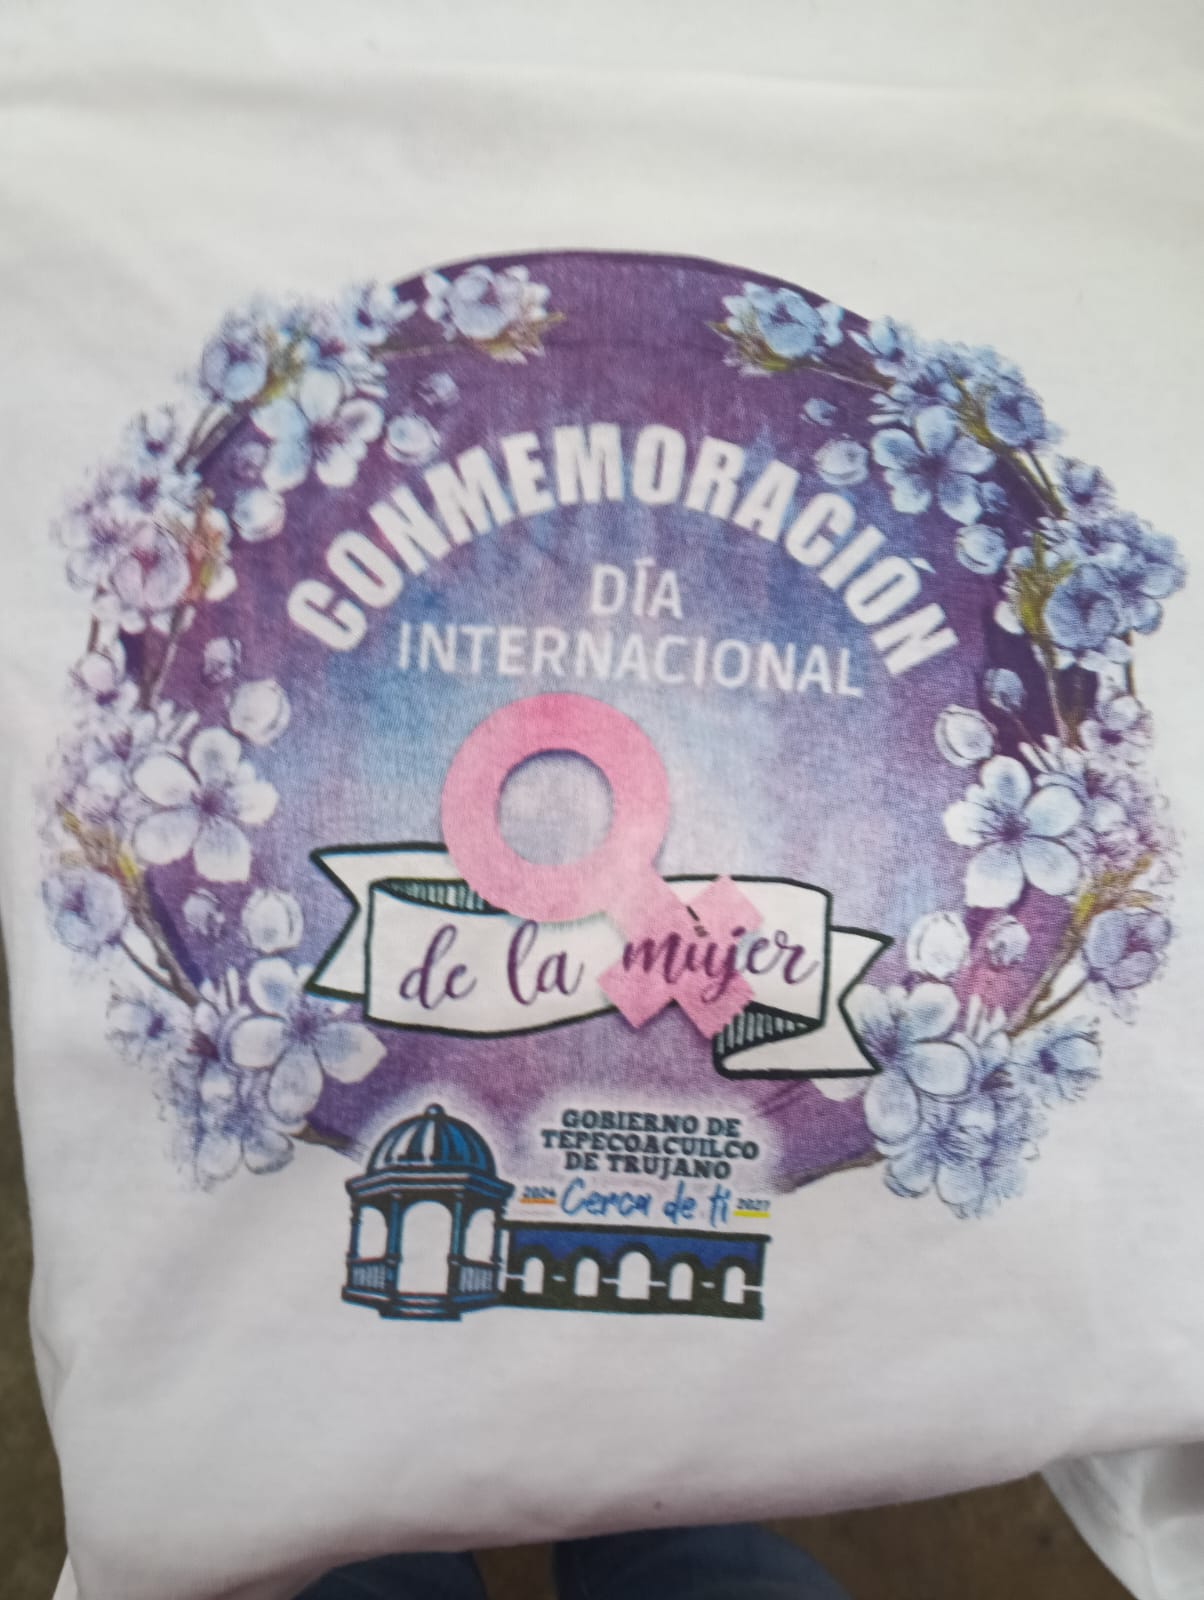 CONMEMORACIÓN
DÍA
INTERNACIONAL
de la mujer
GOBIERNO DE
TEPECOACUILCO
DE TRUJANO
2024 Cerca de ti 2027